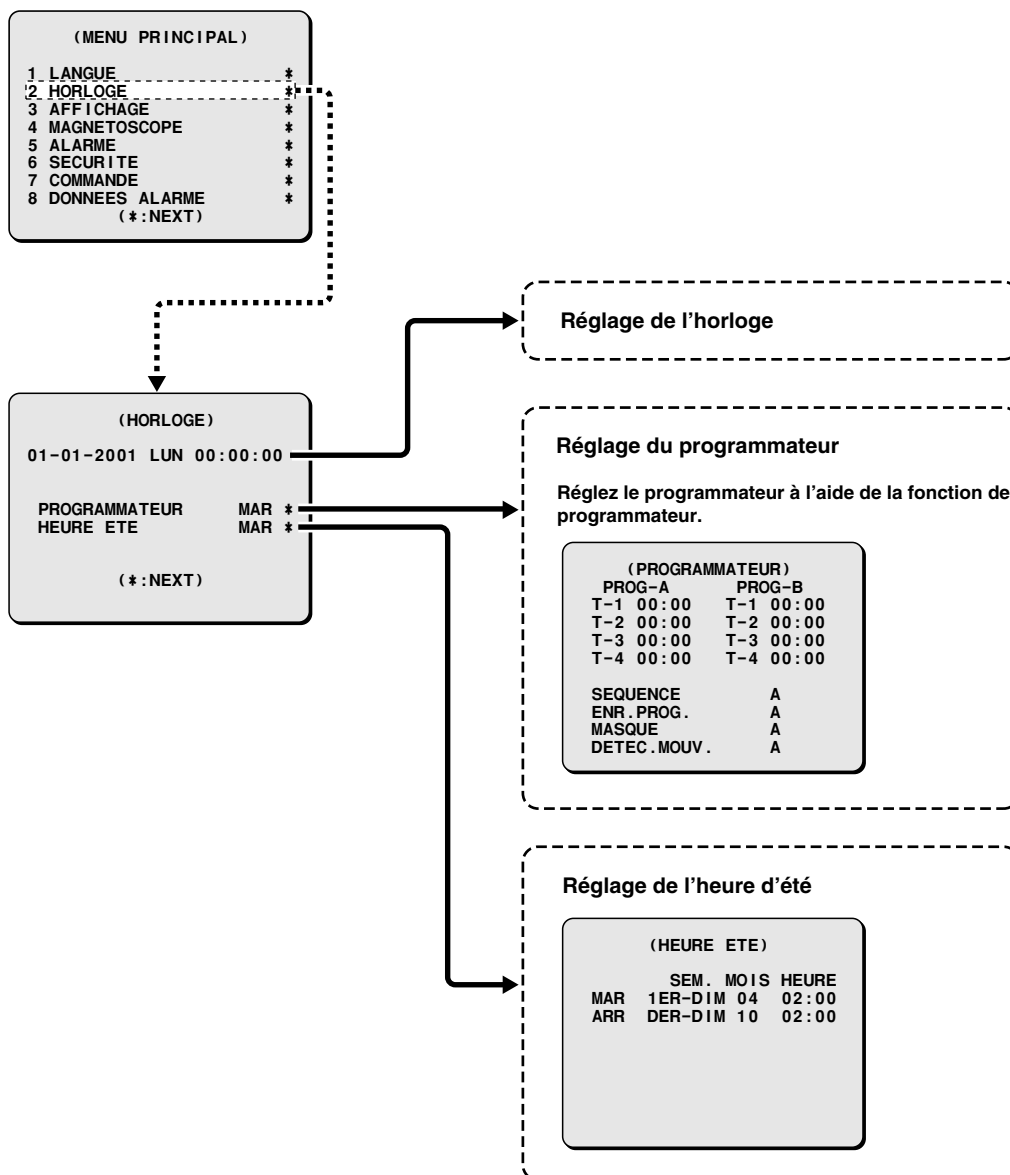 (MENU PRINCIPAL)
1 LANGUE *
2 HORLOGE *
3 AFFICHAGE *
4 MAGNETOSCOPE *
5 ALARME *
6 SECURITE *
7 COMMANDE *
8 DONNEES ALARME *
(*:NEXT)
(HORLOGE)
01-01-2001 LUN 00:00:00
PROGRAMMATEUR MAR *
HEURE ETE MAR *
(*:NEXT)
Réglage de l’horloge
Réglage du programmateur
Réglez le programmateur à l’aide de la fonction de
programmateur.
(PROGRAMMATEUR)
PROG-A PROG-B
T-1 00:00 T-1 00:00
T-2 00:00 T-2 00:00
T-3 00:00 T-3 00:00
T-4 00:00 T-4 00:00
SEQUENCE A
ENR.PROG. A
MASQUE A
DETEC.MOUV. A
Réglage de l’heure d’été
(HEURE ETE)
SEM. MOIS HEURE
MAR 1ER-DIM 04 02:00
ARR DER-DIM 10 02:00